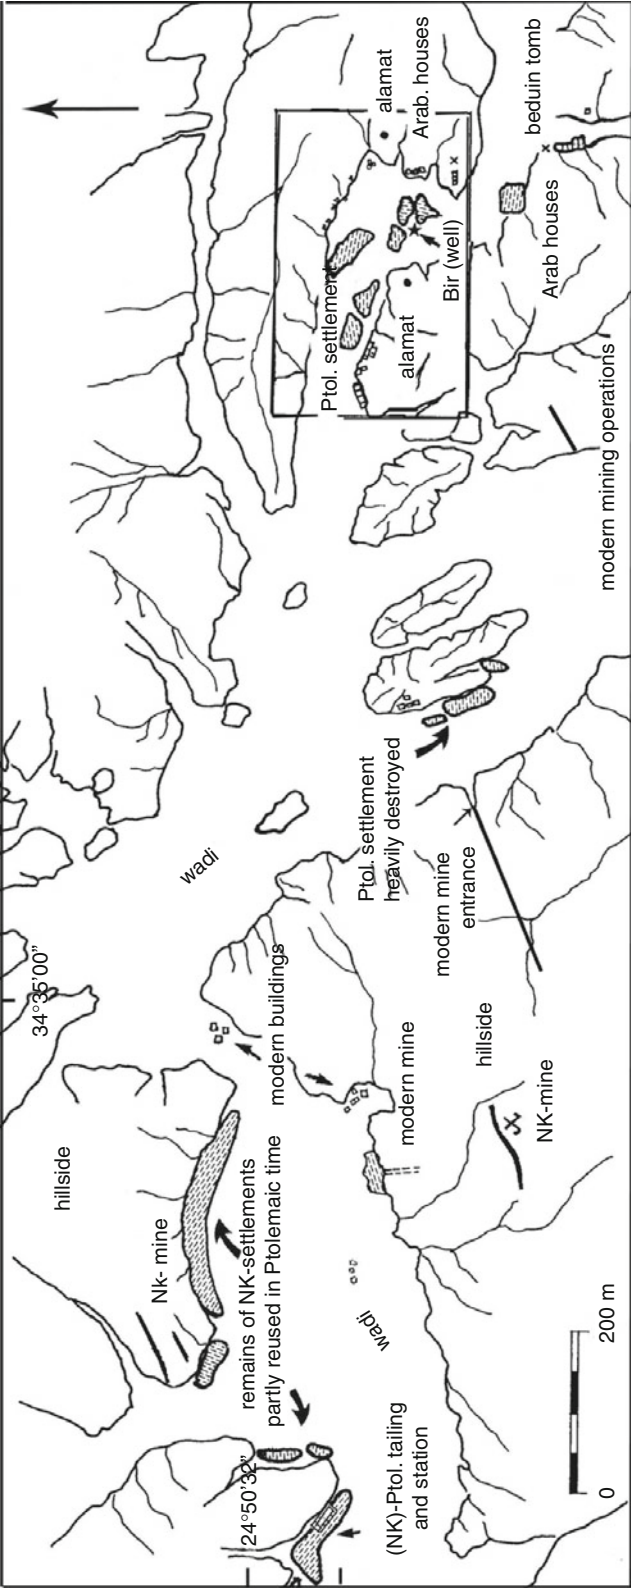 24°50'32"
34°35'00"
hillside
Nk- mine
remains of NK-settlements
partly reused in Ptolemaic time
(NK)-Ptol. tailing
and station
wadi
0
200 m
modern buildings
modern mine
hillside
NK-mine
wadi
Ptol. settlement
heavily destroyed
modern mine
entrance
modern mining operations
Ptol. settlement
alamat
Bir (well)
alamat
Arab. houses
Arab houses
beduin tomb